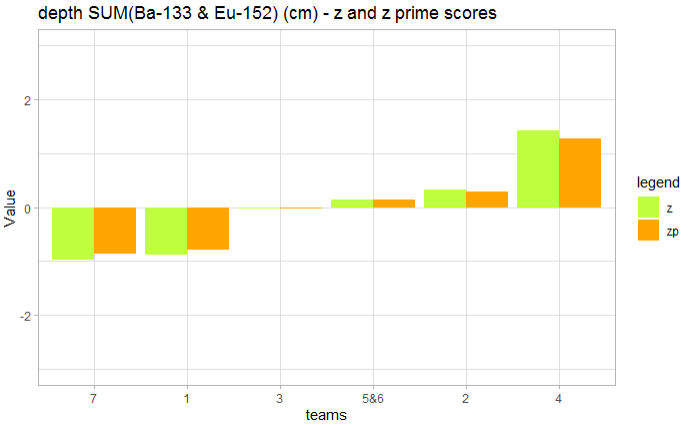 depth SUM(Ba-133 & Eu-152) (cm) - z and z prime scores
Value
2
0
-2
7 1 3 5&6 2 4
teams
legend
z
zp